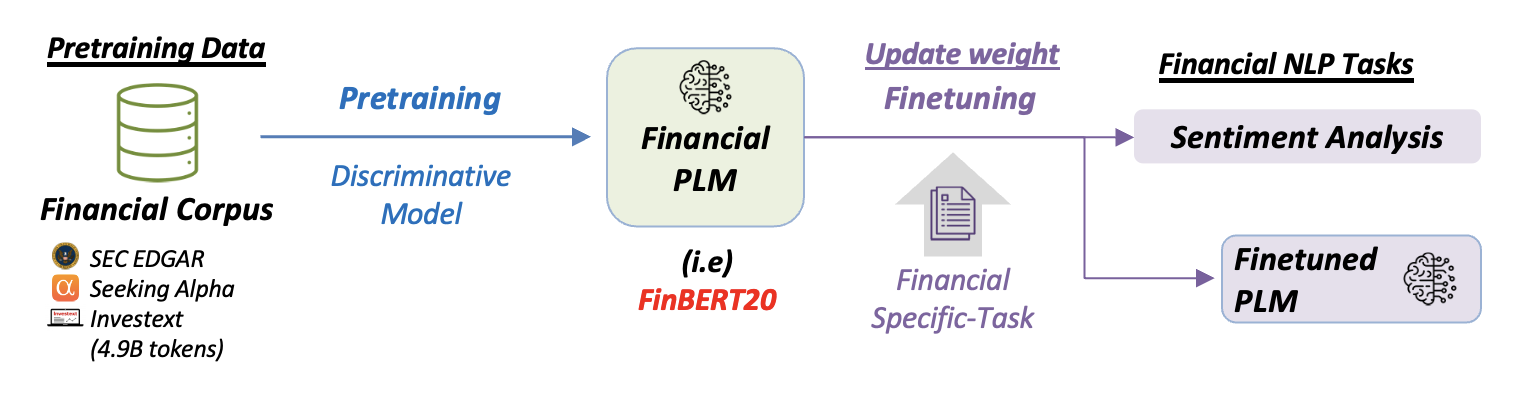 Pretraining Data
Financial Corpus
SEC EDGAR
α Seeking Alpha
Investext Investext
(4.9B tokens)
Pretraining
Discriminative
Model
Financial
PLM
(i.e)
FinBERT20
Update weight
Finetuning
Financial
Specific-Task
Financial NLP Tasks
Sentiment Analysis
Finetuned
PLM